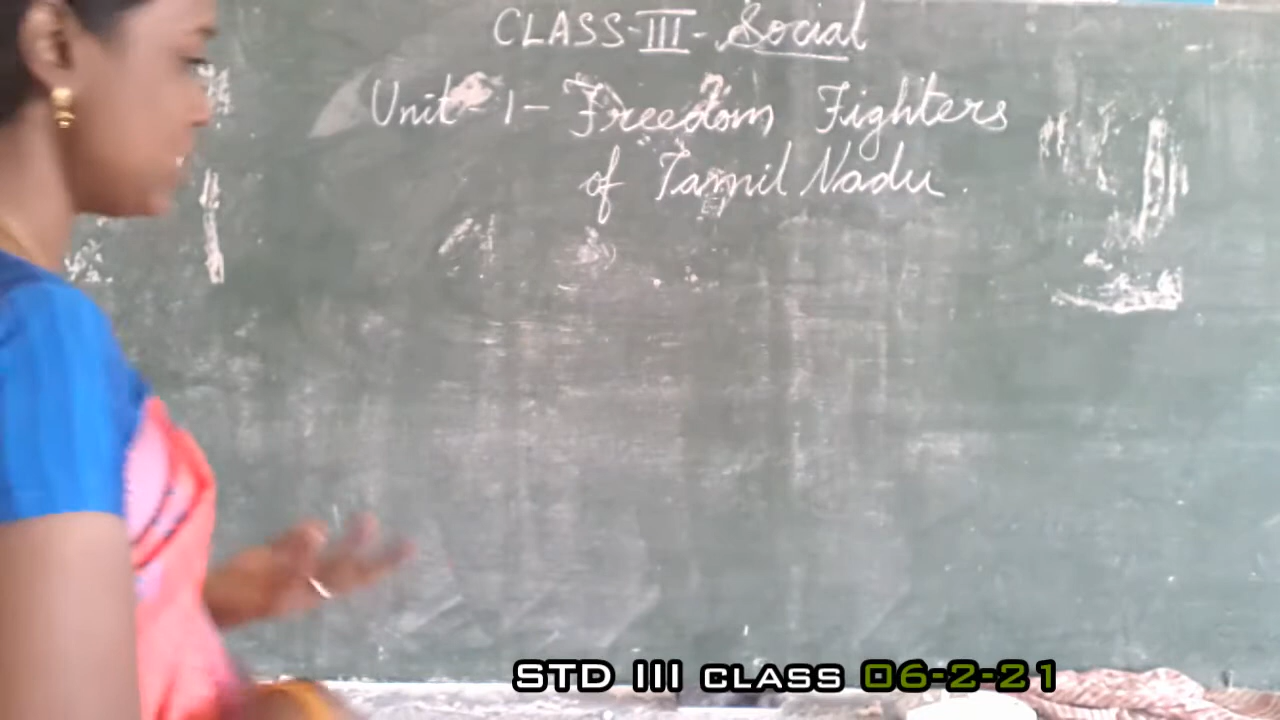 CLASS-III- Social
Unit-1- Freedom Fighters
of Tamil Nadu.
STD III CLASS 06-2-21